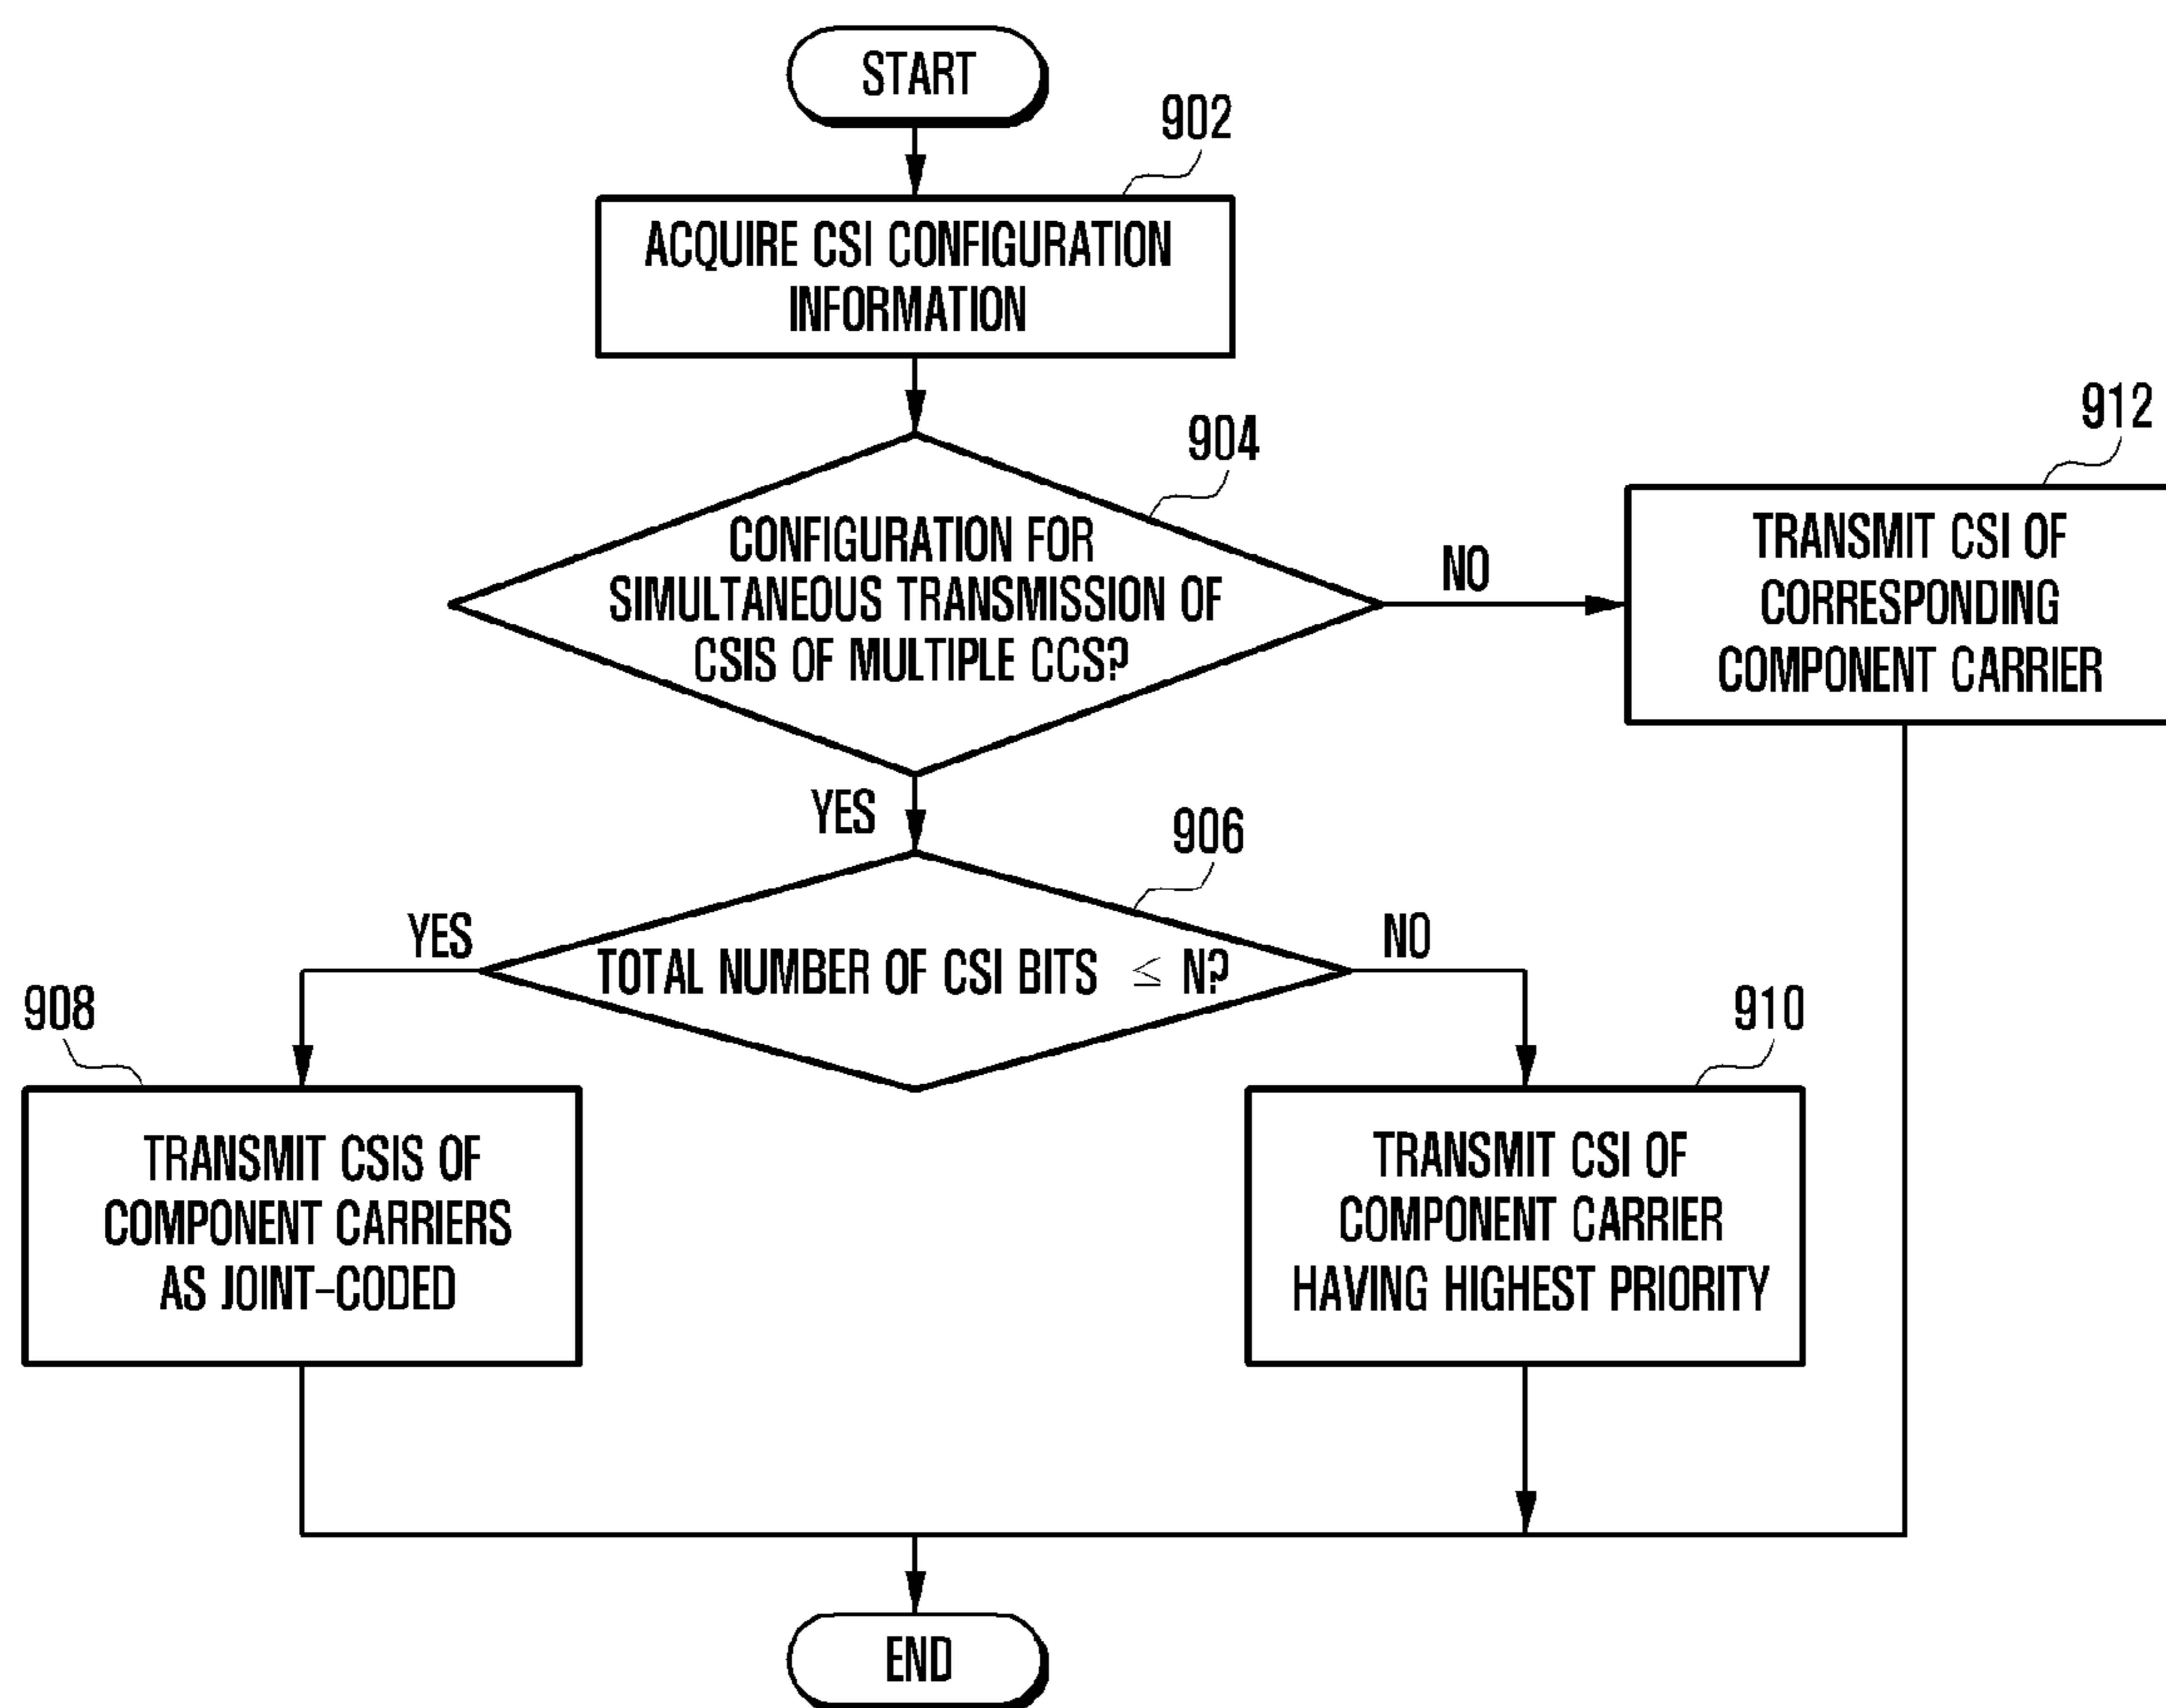 START
902
ACQUIRE CSI CONFIGURATION
INFORMATION
904
CONFIGURATION FOR
SIMULTANEOUS TRANSMISSION OF
CSIS OF MULTIPLE CCS?
NO
912
TRANSMIT CSI OF
CORRESPONDING
COMPONENT CARRIER
YES
906
TOTAL NUMBER OF CSI BITS ≤ N?
YES
NO
908
TRANSMIT CSIS OF
COMPONENT CARRIERS
AS JOINT-CODED
910
TRANSMIT CSI OF
COMPONENT CARRIER
HAVING HIGHEST PRIORITY
END